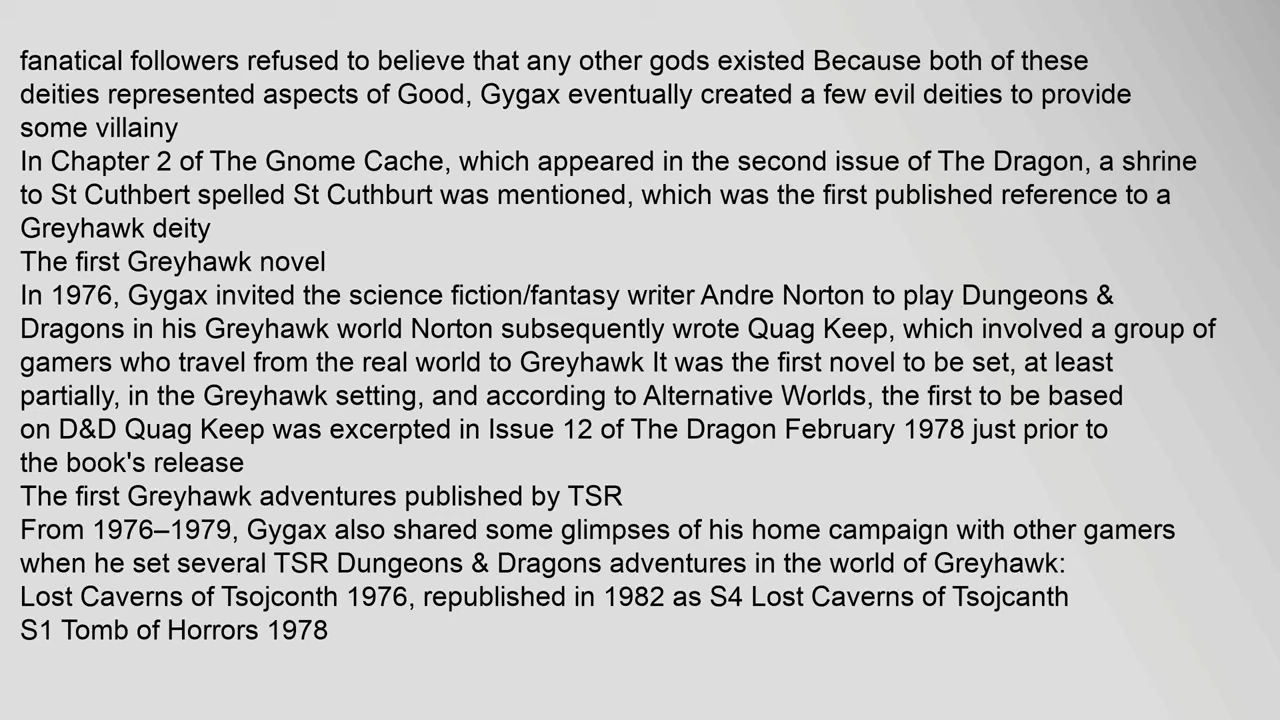 fanatical followers refused to believe that any other gods existed Because both of these
deities represented aspects of Good, Gygax eventually created a few evil deities to provide
some villainy
In Chapter 2 of The Gnome Cache, which appeared in the second issue of The Dragon, a shrine
to St Cuthbert spelled St Cuthburt was mentioned, which was the first published reference to a
Greyhawk deity
The first Greyhawk novel
In 1976, Gygax invited the science fiction/fantasy writer Andre Norton to play Dungeons &
Dragons in his Greyhawk world Norton subsequently wrote Quag Keep, which involved a group of
gamers who travel from the real world to Greyhawk It was the first novel to be set, at least
partially, in the Greyhawk setting, and according to Alternative Worlds, the first to be based
on D&D Quag Keep was excerpted in Issue 12 of The Dragon February 1978 just prior to
the book's release
The first Greyhawk adventures published by TSR
From 1976–1979, Gygax also shared some glimpses of his home campaign with other gamers
when he set several TSR Dungeons & Dragons adventures in the world of Greyhawk:
Lost Caverns of Tsojconth 1976, republished in 1982 as S4 Lost Caverns of Tsojcanth
S1 Tomb of Horrors 1978